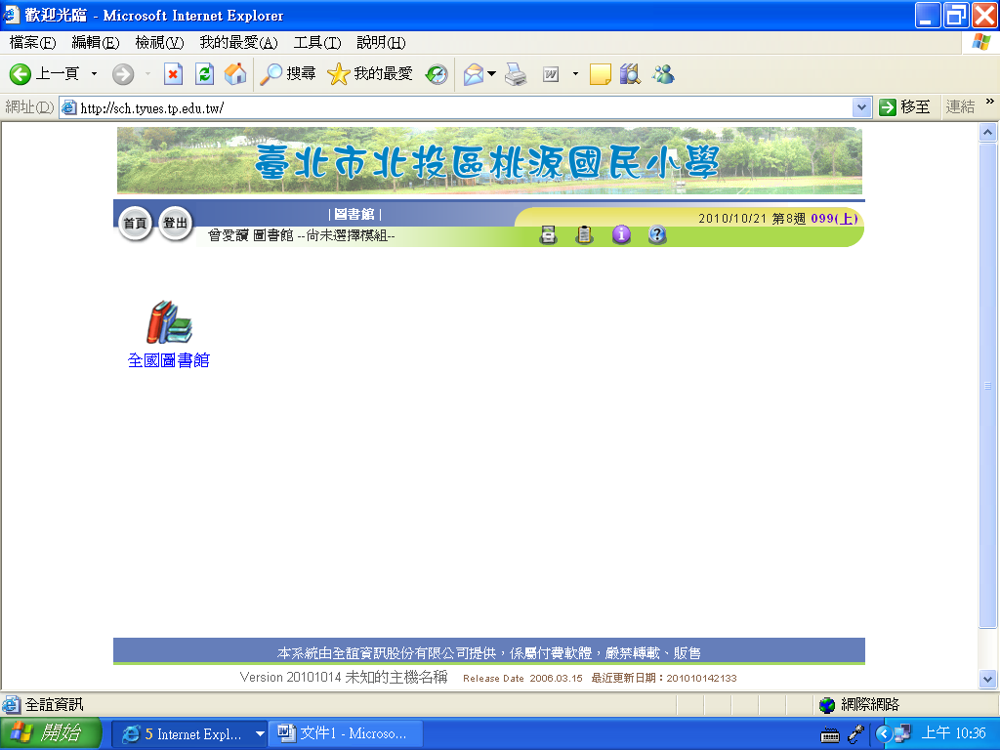 歡迎光臨 - Microsoft Internet Explorer
檔案(F) 編輯(E) 檢視(V) 我的最愛(A) 工具(T) 說明(H)
上一頁 搜尋 我的最愛
網址(D) http://sch.tyues.tp.edu.tw/ 移至 連結 »
臺北市北投區桃源國民小學
首頁 登出 | 圖書館 | 2010/10/21 第8週 099(上)
曾愛讀 圖書館 --尚未選擇模組--
全國圖書館
本系統由全誼資訊股份有限公司提供，係屬付費軟體，嚴禁轉載、販售
Version 20101014 未知的主機名稱 Release Date 2006.03.15 最近更新日期：201010142133
全誼資訊 網際網路
開始 5 Internet Expl... 文件1 - Microso... 上午 10:36